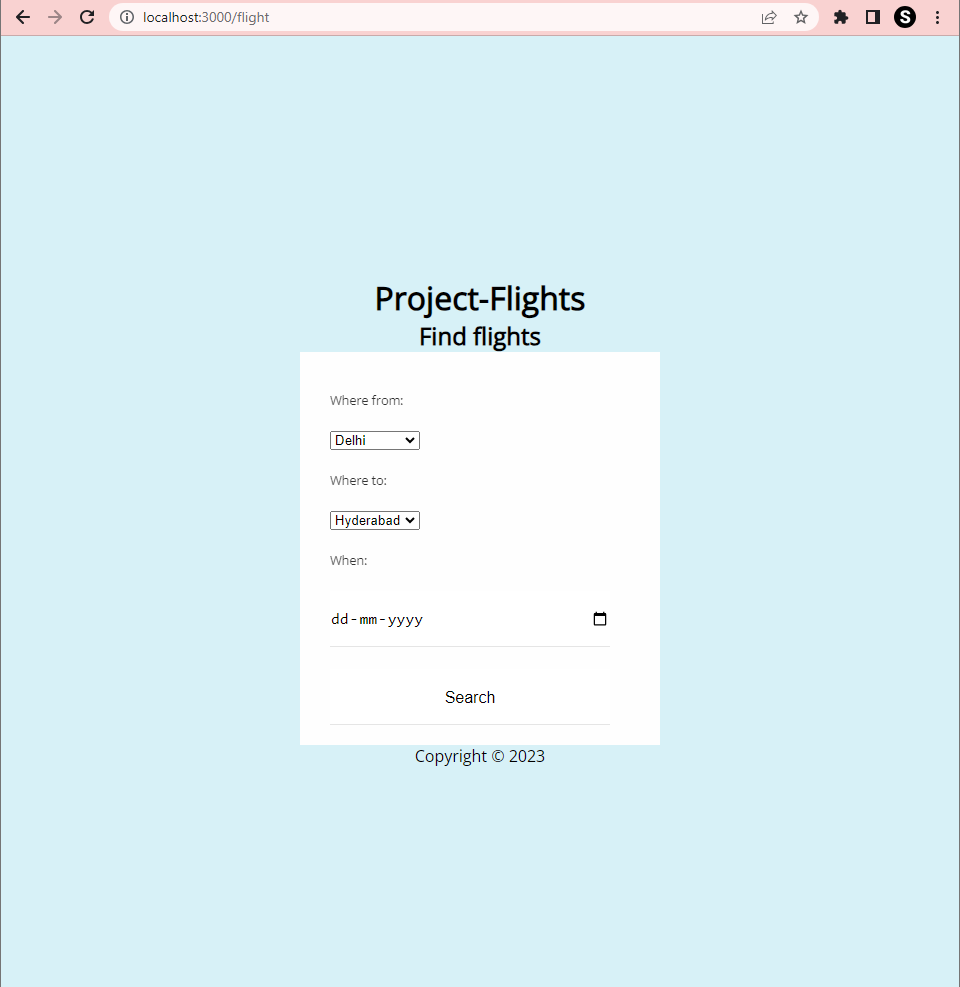 localhost:3000/flight
S
Project-Flights
Find flights
Where from:
Delhi
Where to:
Hyderabad
When:
dd-mm-yyyy
Search
Copyright © 2023